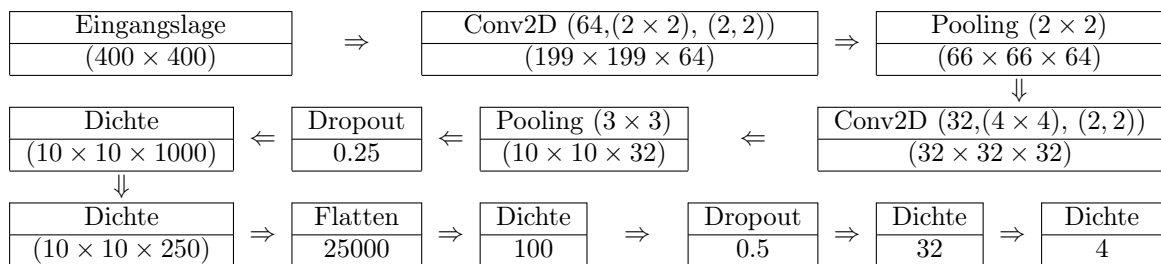 Eingangslage ⇒ Conv2D (64,(2 × 2), (2, 2)) ⇒ Pooling (2 × 2)
(400 × 400) (199 × 199 × 64) (66 × 66 × 64)
⇓
Dichte ⇐ Dropout ⇐ Pooling (3 × 3) ⇐ Conv2D (32,(4 × 4), (2, 2))
(10 × 10 × 1000) 0.25 (10 × 10 × 32) (32 × 32 × 32)
⇓
Dichte ⇒ Flatten ⇒ Dichte ⇒ Dropout ⇒ Dichte ⇒ Dichte
(10 × 10 × 250) 25000 100 0.5 32 4